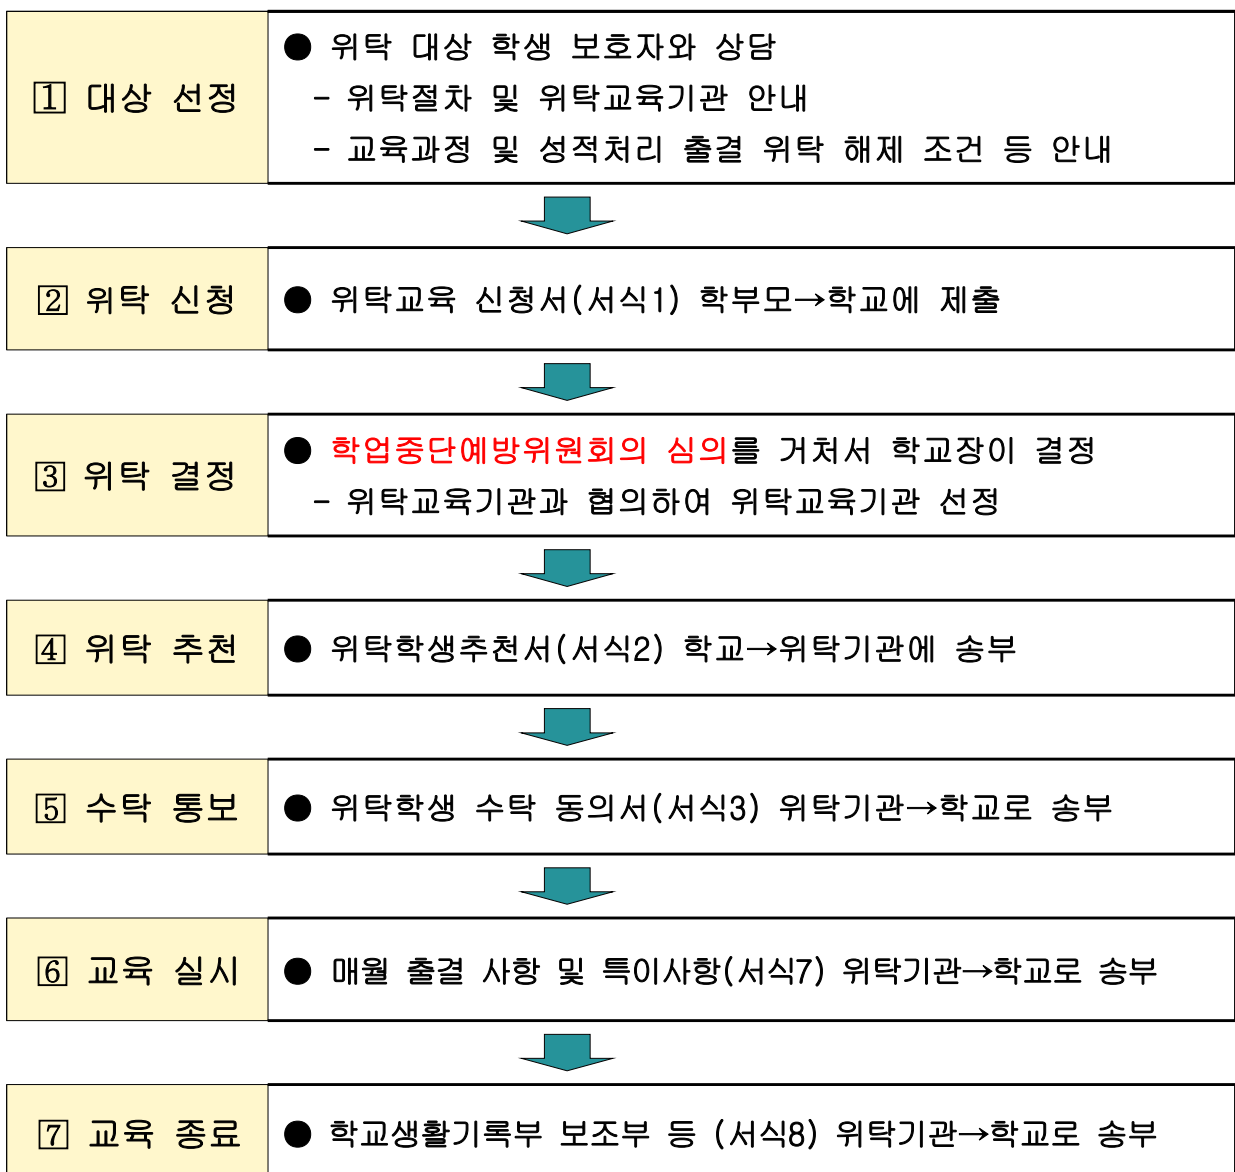 1 대상 선정
● 위탁 대상 학생 보호자와 상담
- 위탁절차 및 위탁교육기관 안내
- 교육과정 및 성적처리 출결 위탁 해제 조건 등 안내
2 위탁 신청
● 위탁교육 신청서(서식1) 학부모→학교에 제출
3 위탁 결정
● 학업중단예방위원회의 심의를 거처서 학교장이 결정
- 위탁교육기관과 협의하여 위탁교육기관 선정
4 위탁 추천
● 위탁학생추천서(서식2) 학교→위탁기관에 송부
5 수탁 통보
● 위탁학생 수탁 동의서(서식3) 위탁기관→학교로 송부
6 교육 실시
● 매월 출결 사항 및 특이사항(서식7) 위탁기관→학교로 송부
7 교육 종료
● 학교생활기록부 보조부 등 (서식8) 위탁기관→학교로 송부